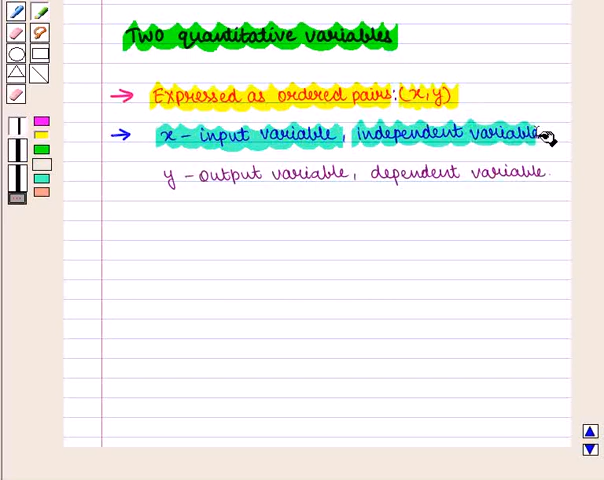 Two quantitative variables
→ Expressed as ordered pairs: (x, y)
→ x - input variable, independent variable
y - output variable, dependent variable.